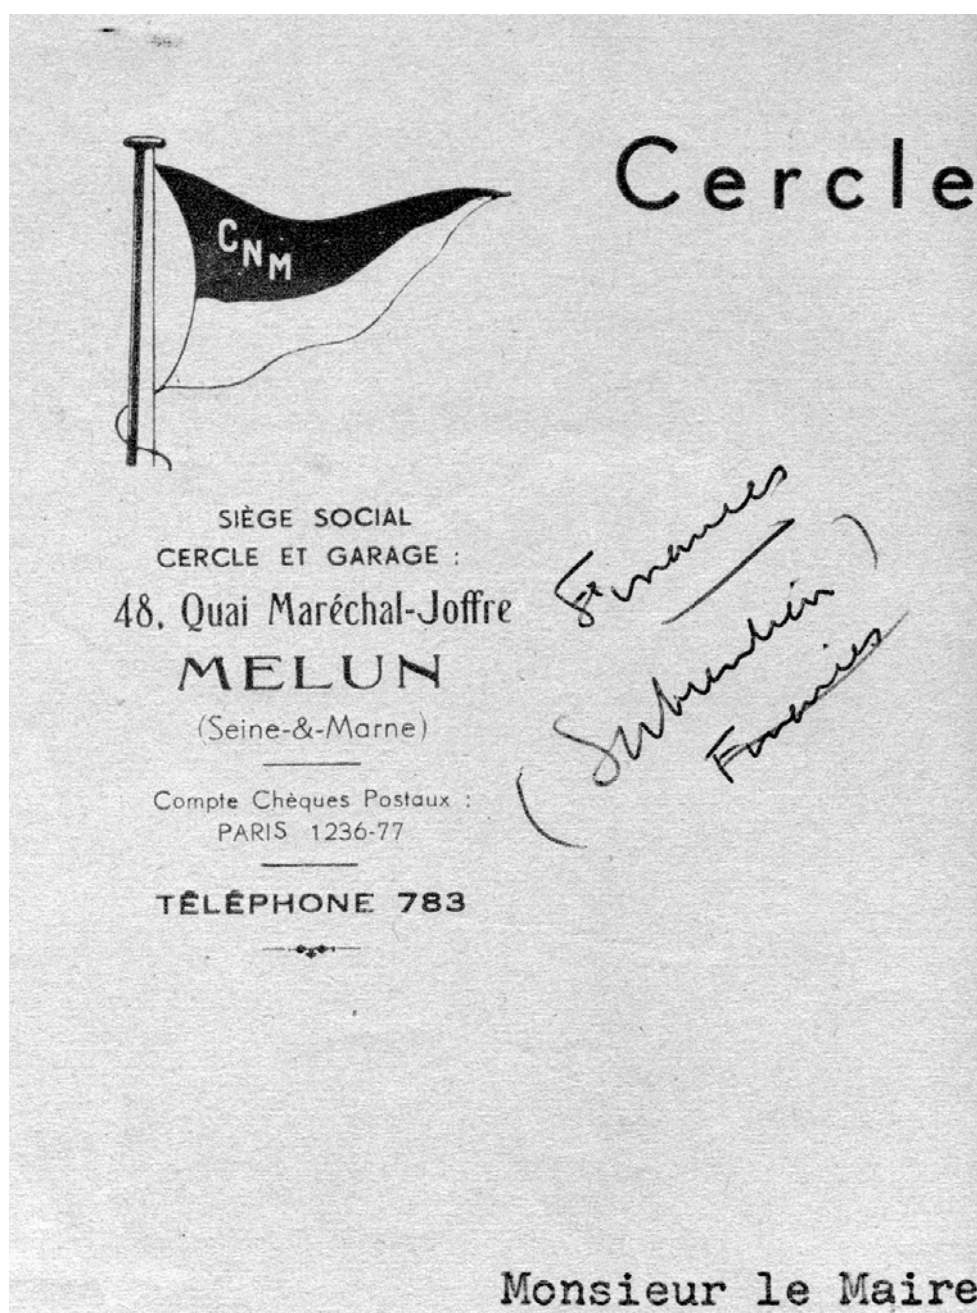 Cercle
C N M
SIÈGE SOCIAL
CERCLE ET GARAGE :
48, Quai Maréchal-Joffre
MELUN
(Seine-&-Marne)
Compte Chèques Postaux :
PARIS 1236-77
TÉLÉPHONE 783
Finances
(Subvention)
Finances
Monsieur le Maire